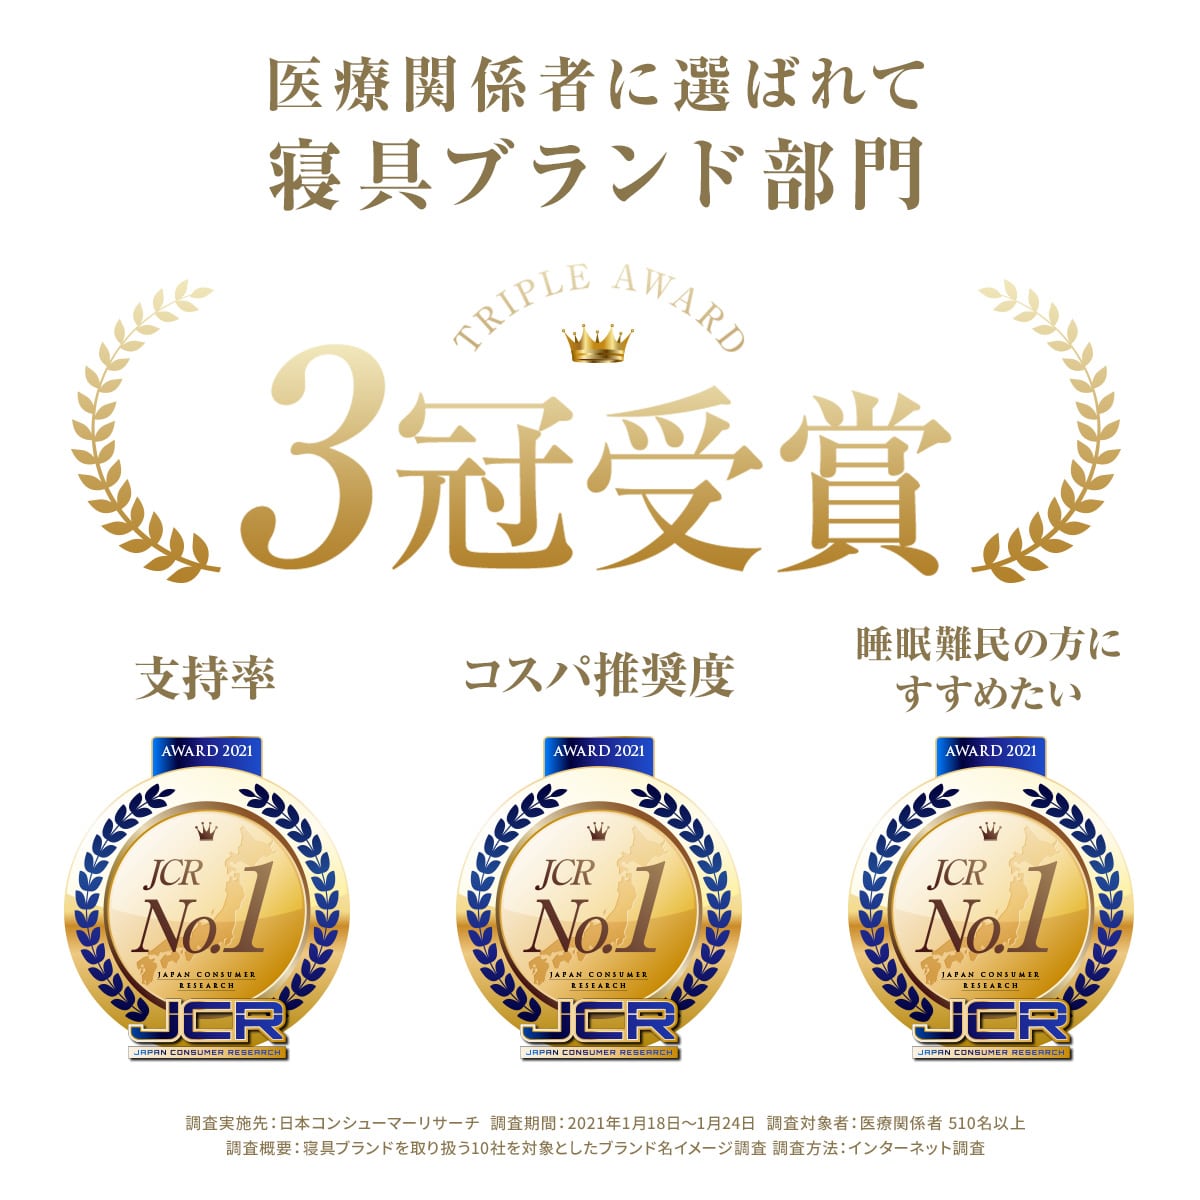 医療関係者に選ばれて
寝具ブランド部門
TRIPLE AWARD
3冠受賞
支持率
AWARD 2021
JCR
No.1
JAPAN CONSUMER
RESEARCH
JCR
JAPAN CONSUMER RESEARCH
コスパ推奨度
AWARD 2021
JCR
No.1
JAPAN CONSUMER
RESEARCH
JCR
JAPAN CONSUMER RESEARCH
睡眠難民の方に
すすめたい
AWARD 2021
JCR
No.1
JAPAN CONSUMER
RESEARCH
JCR
JAPAN CONSUMER RESEARCH
調査実施先：日本コンシューマーリサーチ 調査期間：2021年1月18日〜1月24日 調査対象者：医療関係者 510名以上
調査概要：寝具ブランドを取り扱う10社を対象としたブランド名イメージ調査 調査方法：インターネット調査